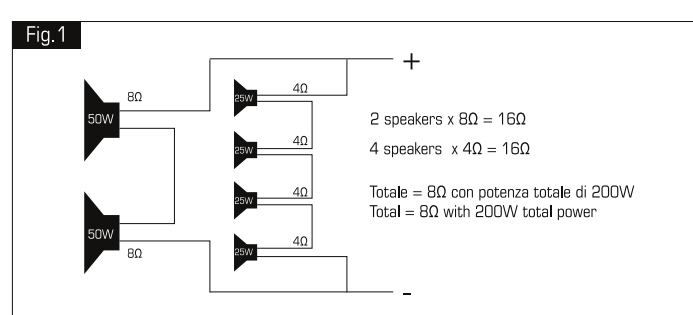 Fig.1
+
8Ω
4Ω
50W
25W
2 speakers x 8Ω = 16Ω
4Ω
25W
4 speakers x 4Ω = 16Ω
4Ω
25W
Totale = 8Ω con potenza totale di 200W
Total = 8Ω with 200W total power
50W
4Ω
8Ω
25W
-